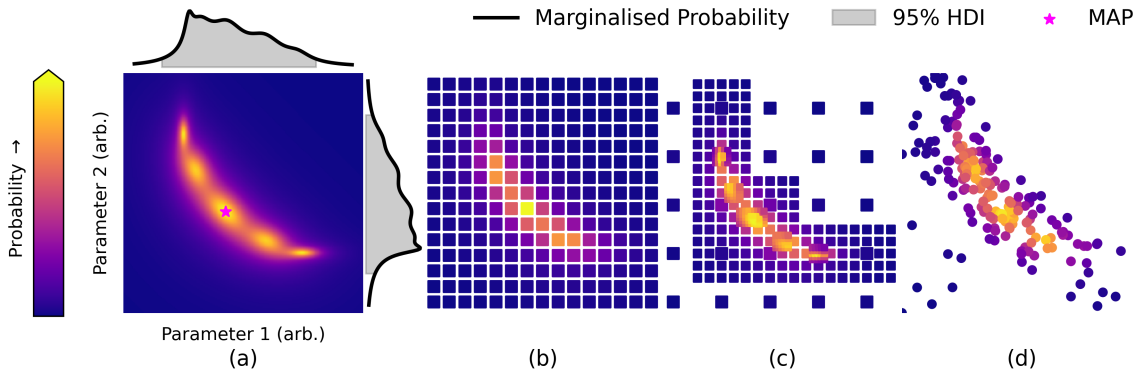 Marginalised Probability
95% HDI
MAP
Probability →
Parameter 2 (arb.)
Parameter 1 (arb.)
(a)
(b)
(c)
(d)